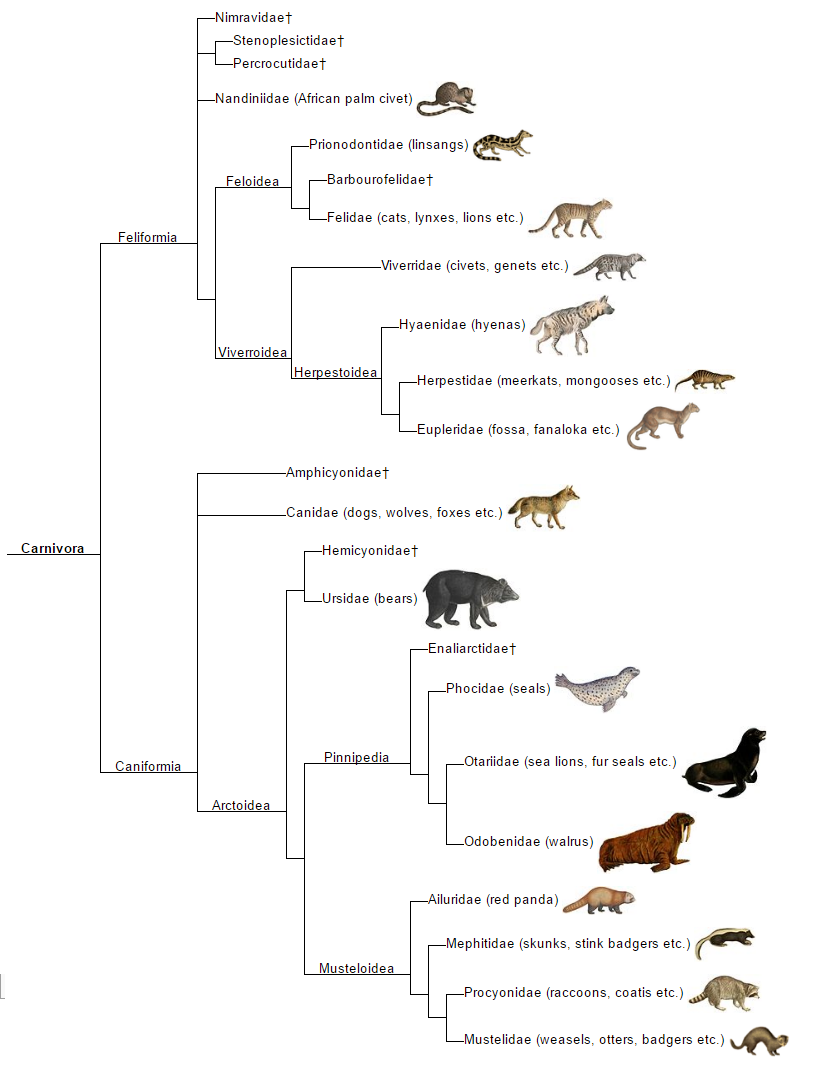 Nimravidae†
Stenoplesictidae†
Percrocutidae†
Nandiniidae (African palm civet)
Prionodontidae (linsangs)
Feloidea
Barbourofelidae†
Felidae (cats, lynxes, lions etc.)
Feliformia
Viverridae (civets, genets etc.)
Hyaenidae (hyenas)
Viverroidea
Herpestoidea
Herpestidae (meerkats, mongooses etc.)
Eupleridae (fossa, fanaloka etc.)
Amphicyonidae†
Canidae (dogs, wolves, foxes etc.)
Carnivora
Hemicyonidae†
Ursidae (bears)
Enaliarctidae†
Phocidae (seals)
Pinnipedia
Otariidae (sea lions, fur seals etc.)
Caniformia
Arctoidea
Odobenidae (walrus)
Ailuridae (red panda)
Mephitidae (skunks, stink badgers etc.)
Musteloidea
Procyonidae (raccoons, coatis etc.)
Mustelidae (weasels, otters, badgers etc.)